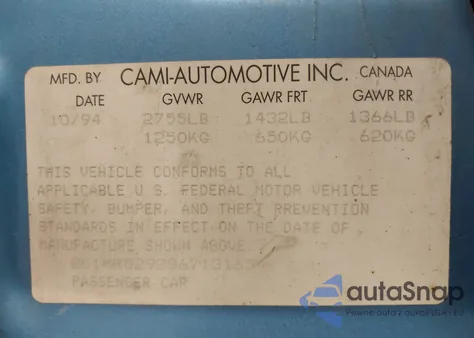 MFD. BY CAMI-AUTOMOTIVE INC. CANADA
DATE GVWR GAWR FRT GAWR RR
10/94 2755LB 1432LB 1366LB
1250KG 650KG 620KG
THIS VEHICLE CONFORMS TO ALL
APPLICABLE U S FEDERAL MOTOR VEHICLE
SAFETY, BUMPER, AND THEFT PREVENTION
STANDARDS IN EFFECT ON THE DATE OF
MANUFACTURE SHOWN ABOVE.
PASSENGER CAR
autoSnap